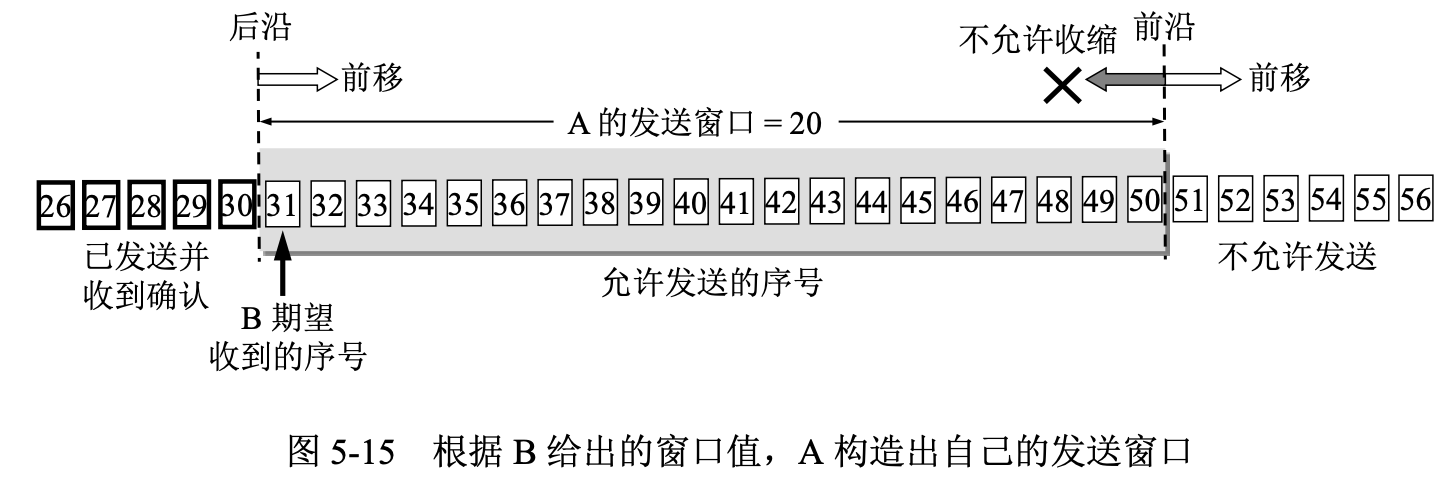 后沿
不允许收缩 前沿
前移
前移
A 的发送窗口 = 20
26 27 28 29 30 31 32 33 34 35 36 37 38 39 40 41 42 43 44 45 46 47 48 49 50 51 52 53 54 55 56
已发送并
收到确认
允许发送的序号
不允许发送
B 期望
收到的序号
图 5-15 根据 B 给出的窗口值，A 构造出自己的发送窗口